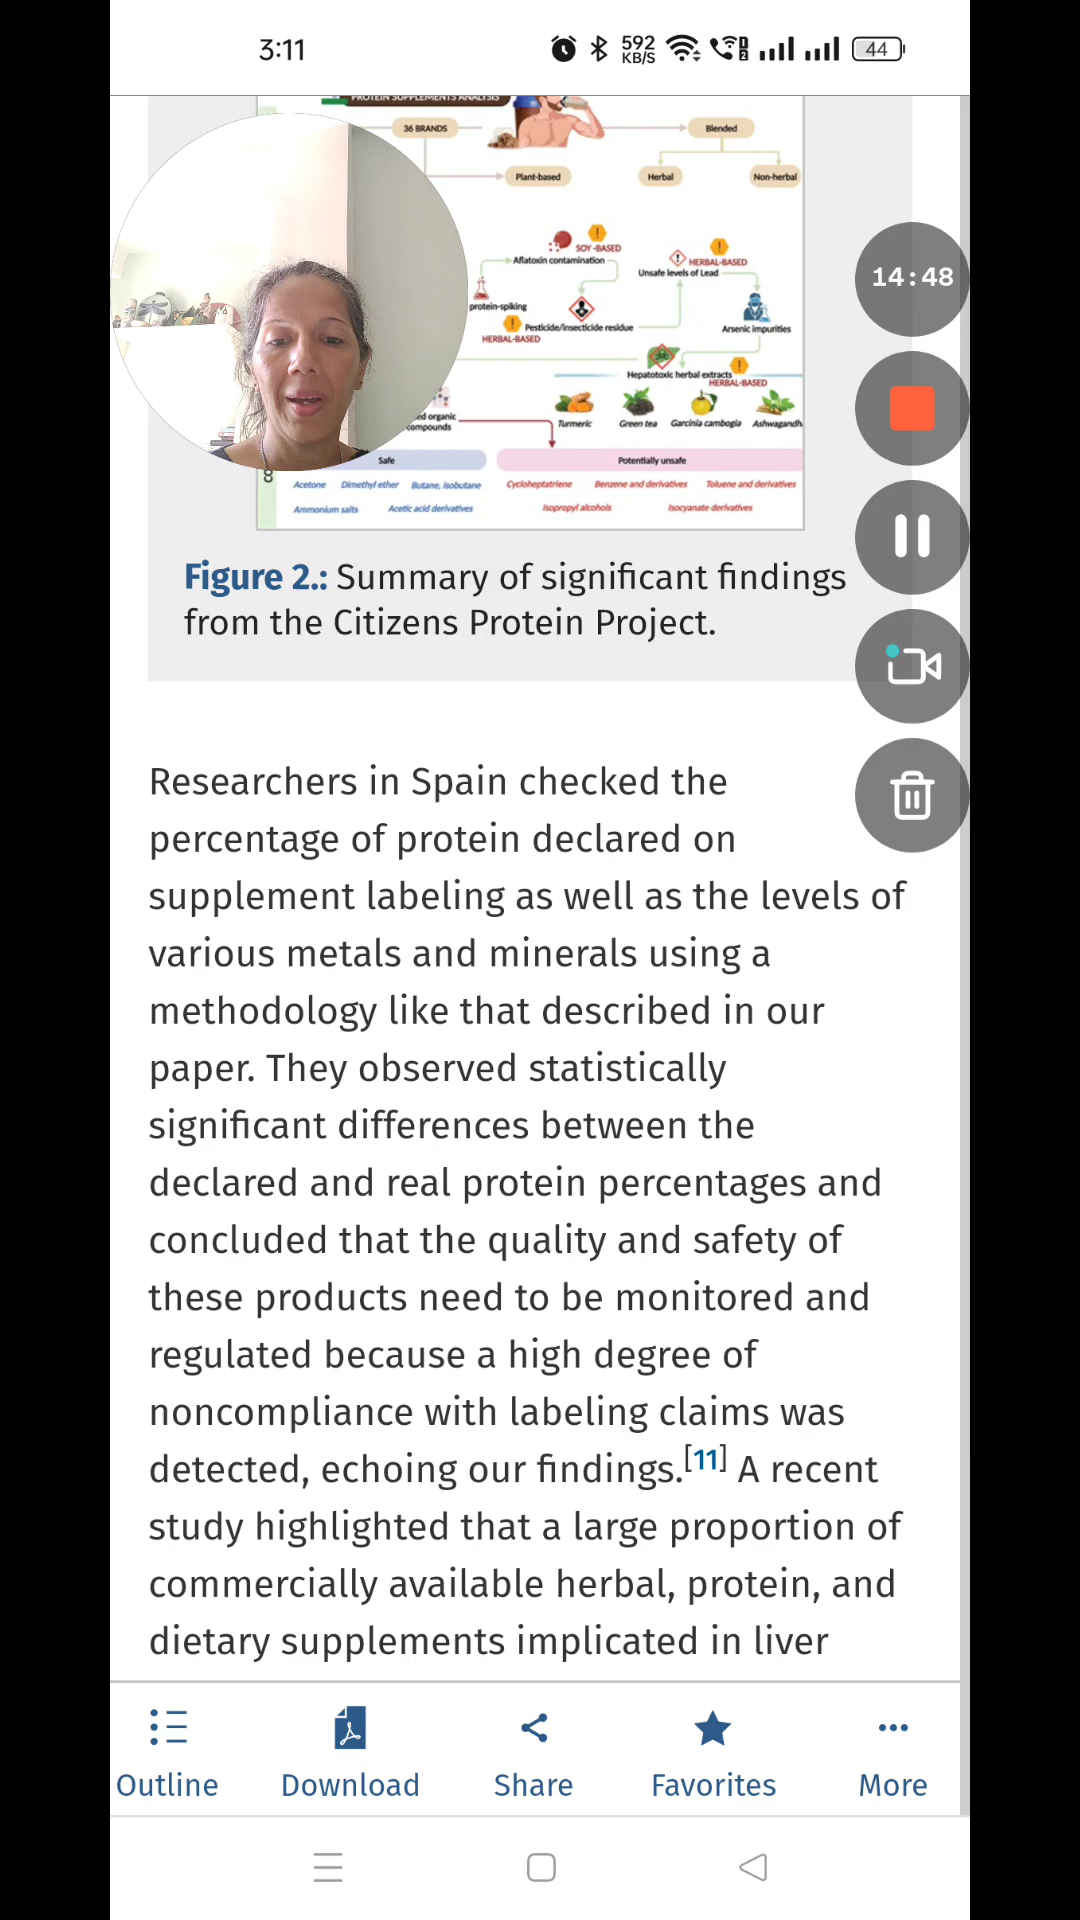 3:11
592
KB/S
44
PROTEIN SUPPLEMENTS ANALYSIS
36 BRANDS
Blended
Plant-based
Herbal
Non-herbal
SOY-BASED
Aflatoxin contamination
HERBAL-BASED
Unsafe levels of Lead
14:48
protein-spiking
Pesticide/insecticide residue
Arsenic impurities
HERBAL-BASED
Hepatotoxic herbal extracts
HERBAL-BASED
organic
compounds
Turmeric
Green tea
Garcinia cambogia
Ashwagandh
Safe
Potentially unsafe
Acetone
Dimethyl ether
Butane, isobutane
Cycloheptatriene
Benzene and derivatives
Toluene and derivatives
Ammonium salts
Acetic acid derivatives
Isopropyl alcohols
Isocyanate derivatives
Figure 2.: Summary of significant findings
from the Citizens Protein Project.
Researchers in Spain checked the
percentage of protein declared on
supplement labeling as well as the levels of
various metals and minerals using a
methodology like that described in our
paper. They observed statistically
significant differences between the
declared and real protein percentages and
concluded that the quality and safety of
these products need to be monitored and
regulated because a high degree of
noncompliance with labeling claims was
detected, echoing our findings.[11] A recent
study highlighted that a large proportion of
commercially available herbal, protein, and
dietary supplements implicated in liver
Outline
Download
Share
Favorites
More